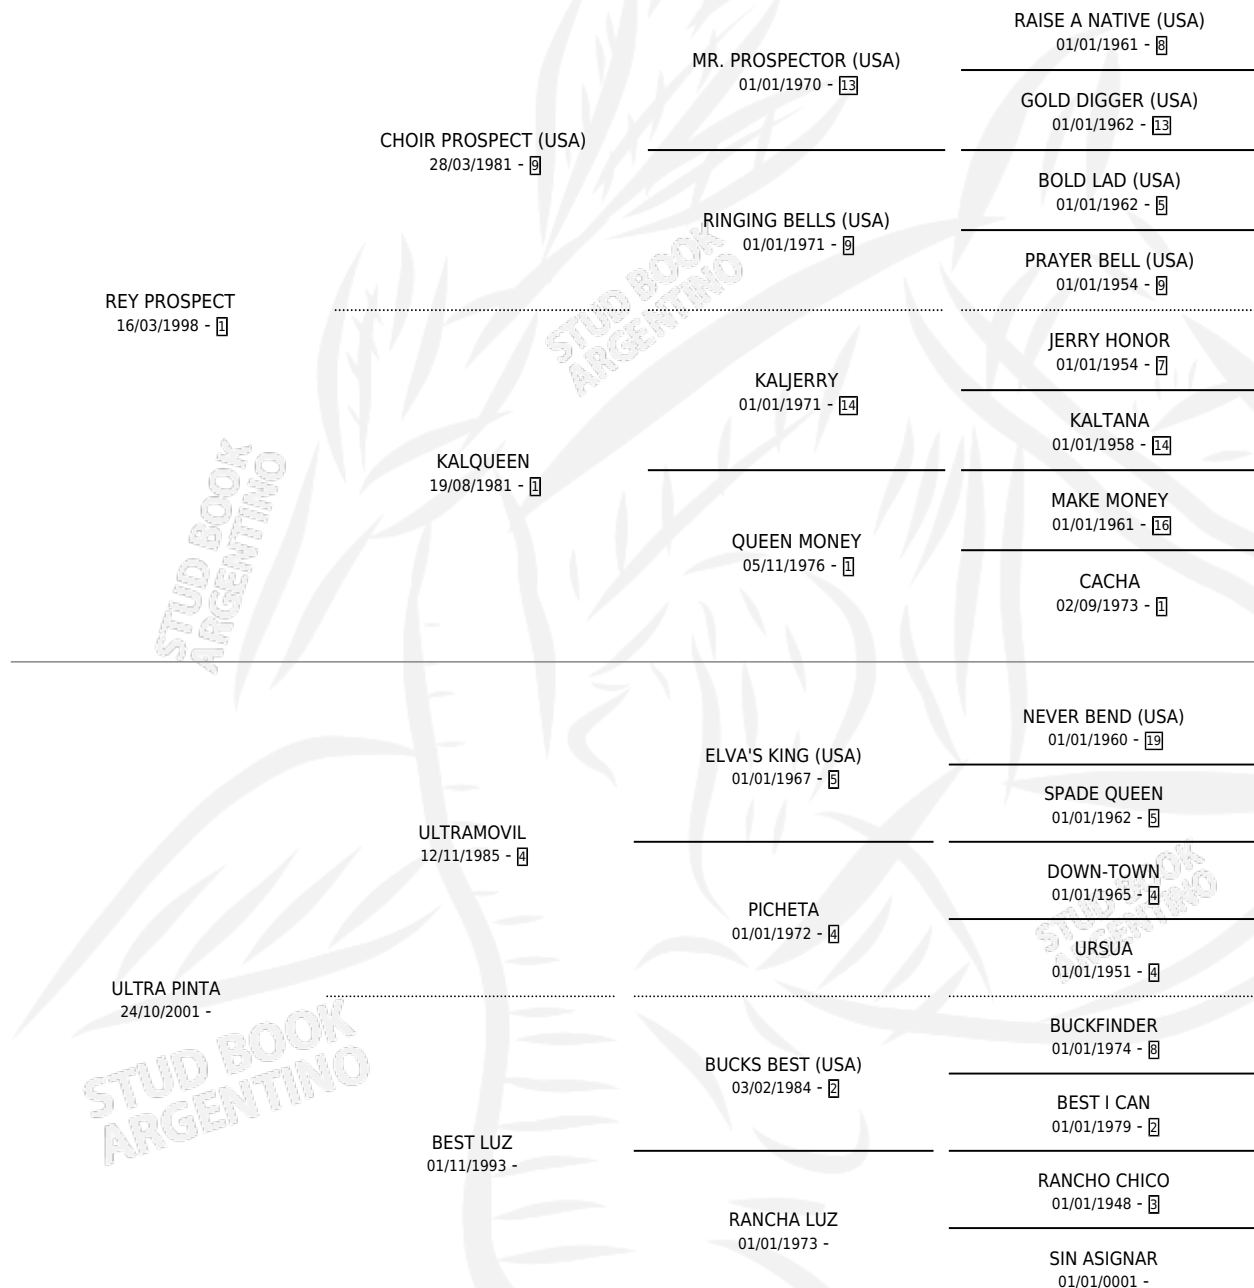 RAISE A NATIVE (USA)
01/01/1961 - 8
MR. PROSPECTOR (USA)
01/01/1970 - 13
GOLD DIGGER (USA)
01/01/1962 - 13
CHOIR PROSPECT (USA)
28/03/1981 - 9
BOLD LAD (USA)
01/01/1962 - 5
RINGING BELLS (USA)
01/01/1971 - 9
PRAYER BELL (USA)
01/01/1954 - 9
REY PROSPECT
16/03/1998 - 1
STUD BOOK
ARGENTINO
JERRY HONOR
01/01/1954 - 7
KALJERRY
01/01/1971 - 14
KALTANA
01/01/1958 - 14
KALQUEEN
19/08/1981 - 1
MAKE MONEY
01/01/1961 - 16
QUEEN MONEY
05/11/1976 - 1
CACHA
02/09/1973 - 1
STUD BOOK
ARGENTINO
NEVER BEND (USA)
01/01/1960 - 19
ELVA'S KING (USA)
01/01/1967 - 5
SPADE QUEEN
01/01/1962 - 5
ULTRAMOVIL
12/11/1985 - 4
DOWN-TOWN
01/01/1965 - 4
PICHETA
01/01/1972 - 4
STUD BOOK
ARGENTINO
URSUA
01/01/1951 - 4
ULTRA PINTA
24/10/2001 -
STUD BOOK
ARGENTINO
BUCKFINDER
01/01/1974 - 8
BUCKS BEST (USA)
03/02/1984 - 2
BEST I CAN
01/01/1979 - 2
BEST LUZ
01/11/1993 -
RANCHO CHICO
01/01/1948 - 3
RANCHA LUZ
01/01/1973 -
SIN ASIGNAR
01/01/0001 -